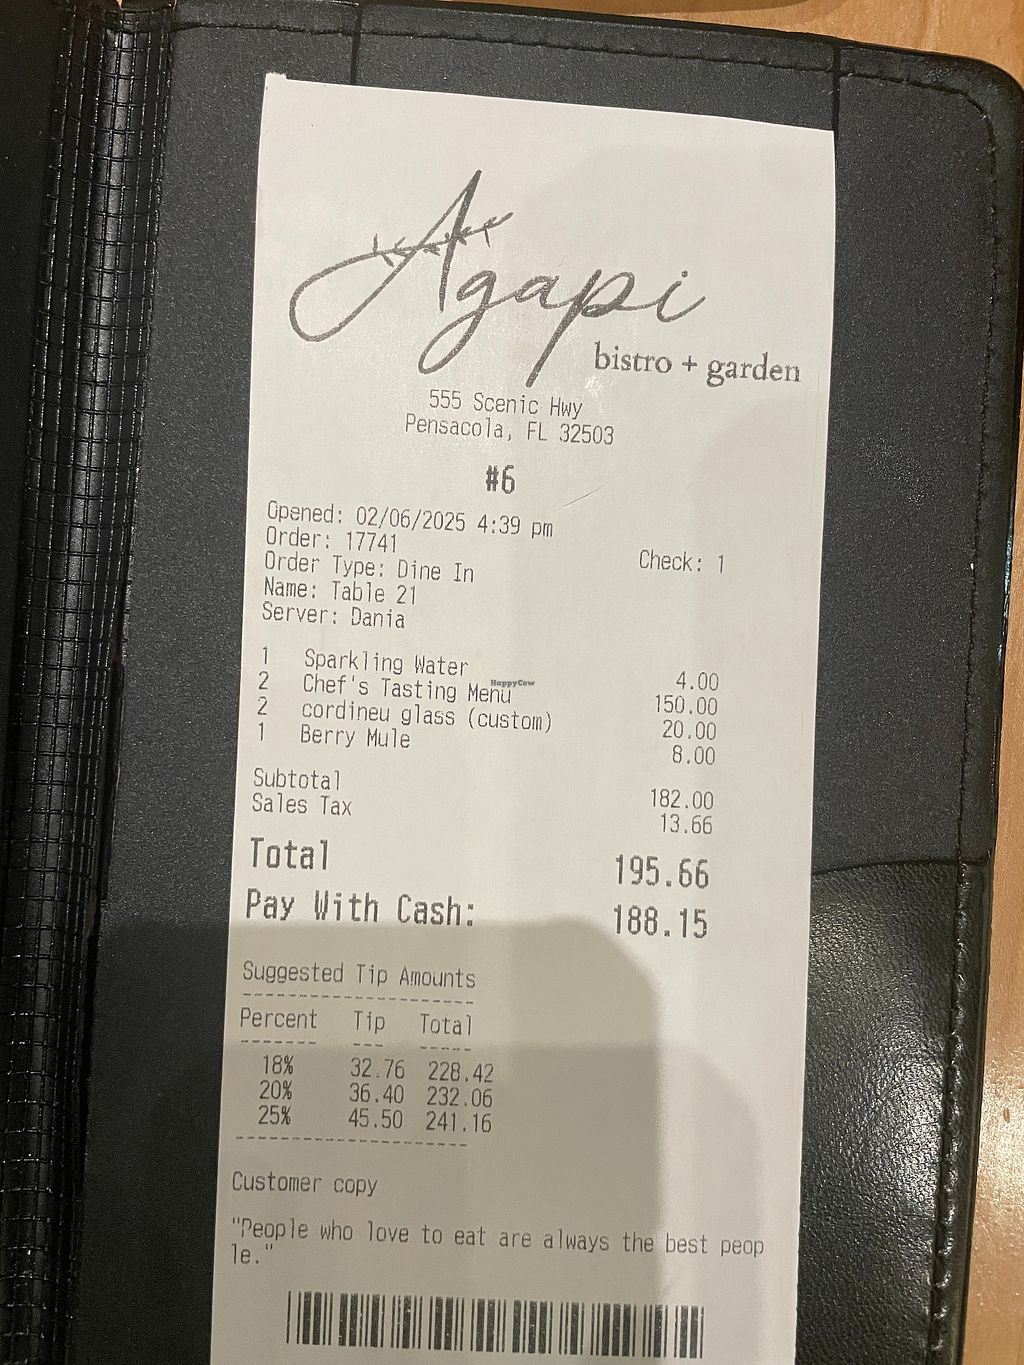 Agapi
bistro + garden
555 Scenic Hwy
Pensacola, FL 32503
#6
Opened: 02/06/2025 4:39 pm
Order: 17741 Check: 1
Order Type: Dine In
Name: Table 21
Server: Dania
1 Sparkling Water 4.00
2 Chef's Tasting Menu 150.00
HappyCow
2 cordineu glass (custom) 20.00
1 Berry Mule 8.00
Subtotal 182.00
Sales Tax 13.66
Total 195.66
Pay With Cash: 188.15
Suggested Tip Amounts
--------------------
Percent Tip Total
------- --- -----
18% 32.76 228.42
20% 36.40 232.06
25% 45.50 241.16
--------------------
Customer copy
"People who love to eat are always the best peop
le."